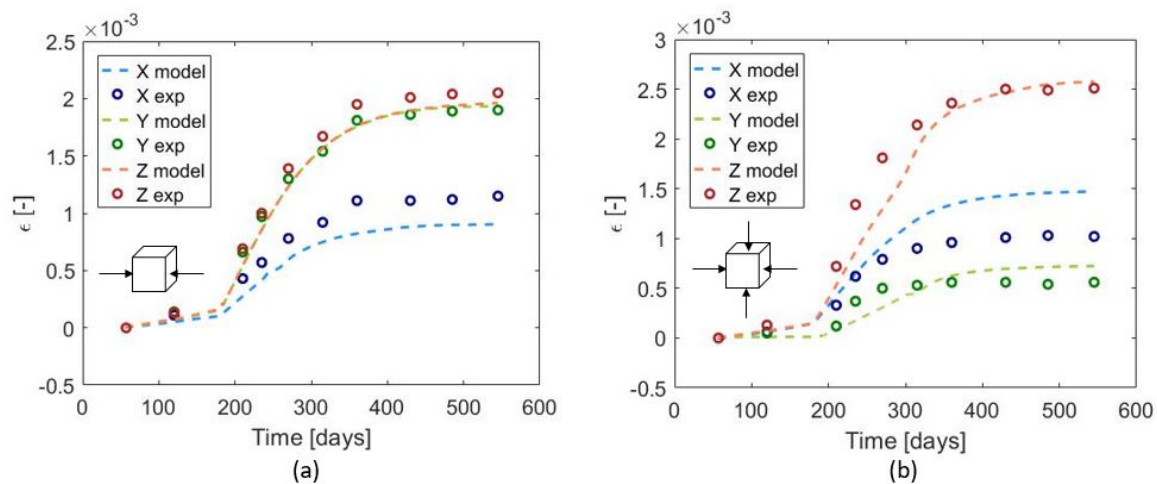 ×10⁻³
2.5
2
1.5
1
0.5
0
-0.5
ϵ [-]
X model
X exp
Y model
Y exp
Z model
Z exp
0 100 200 300 400 500 600
Time [days]
(a)
×10⁻³
3
2.5
2
1.5
1
0.5
0
-0.5
ϵ [-]
X model
X exp
Y model
Y exp
Z model
Z exp
0 100 200 300 400 500 600
Time [days]
(b)